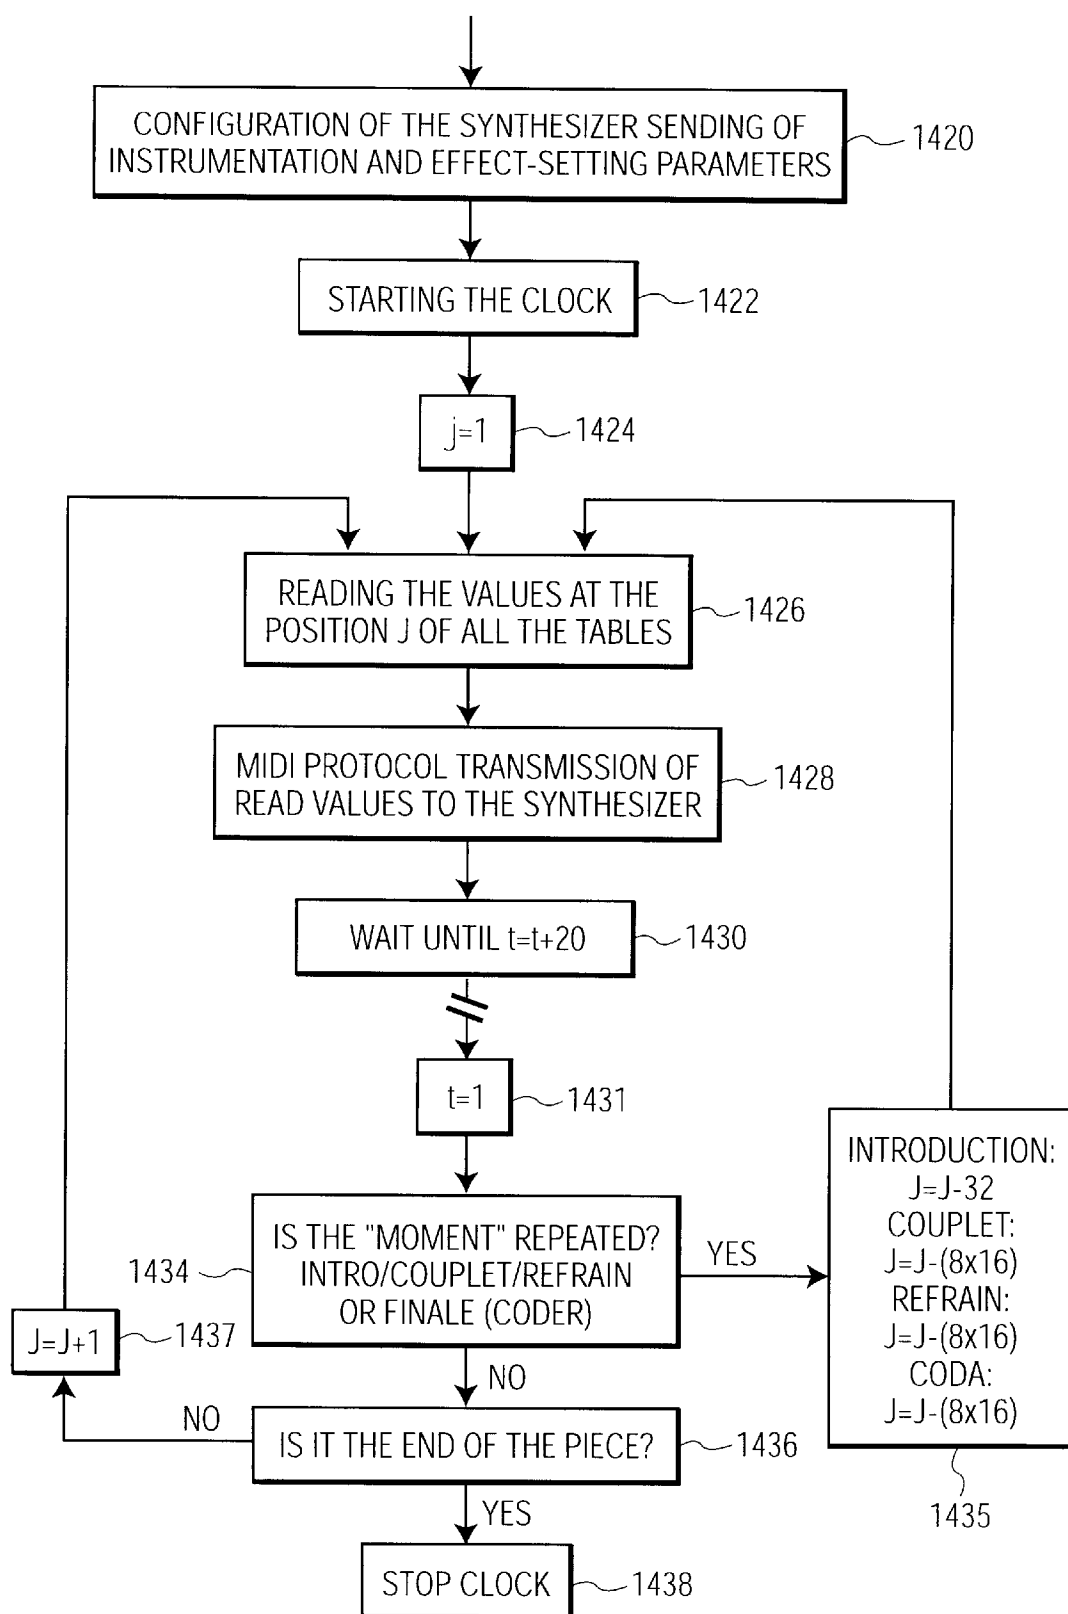 CONFIGURATION OF THE SYNTHESIZER SENDING OF
INSTRUMENTATION AND EFFECT-SETTING PARAMETERS
1420
STARTING THE CLOCK
1422
j=1
1424
READING THE VALUES AT THE
POSITION J OF ALL THE TABLES
1426
MIDI PROTOCOL TRANSMISSION OF
READ VALUES TO THE SYNTHESIZER
1428
WAIT UNTIL t=t+20
1430
t=1
1431
IS THE "MOMENT" REPEATED?
INTRO/COUPLET/REFRAIN
OR FINALE (CODER)
1434
YES
INTRODUCTION:
J=J-32
COUPLET:
J=J-(8x16)
REFRAIN:
J=J-(8x16)
CODA:
J=J-(8x16)
1435
J=J+1
1437
NO
NO
IS IT THE END OF THE PIECE?
1436
YES
STOP CLOCK
1438